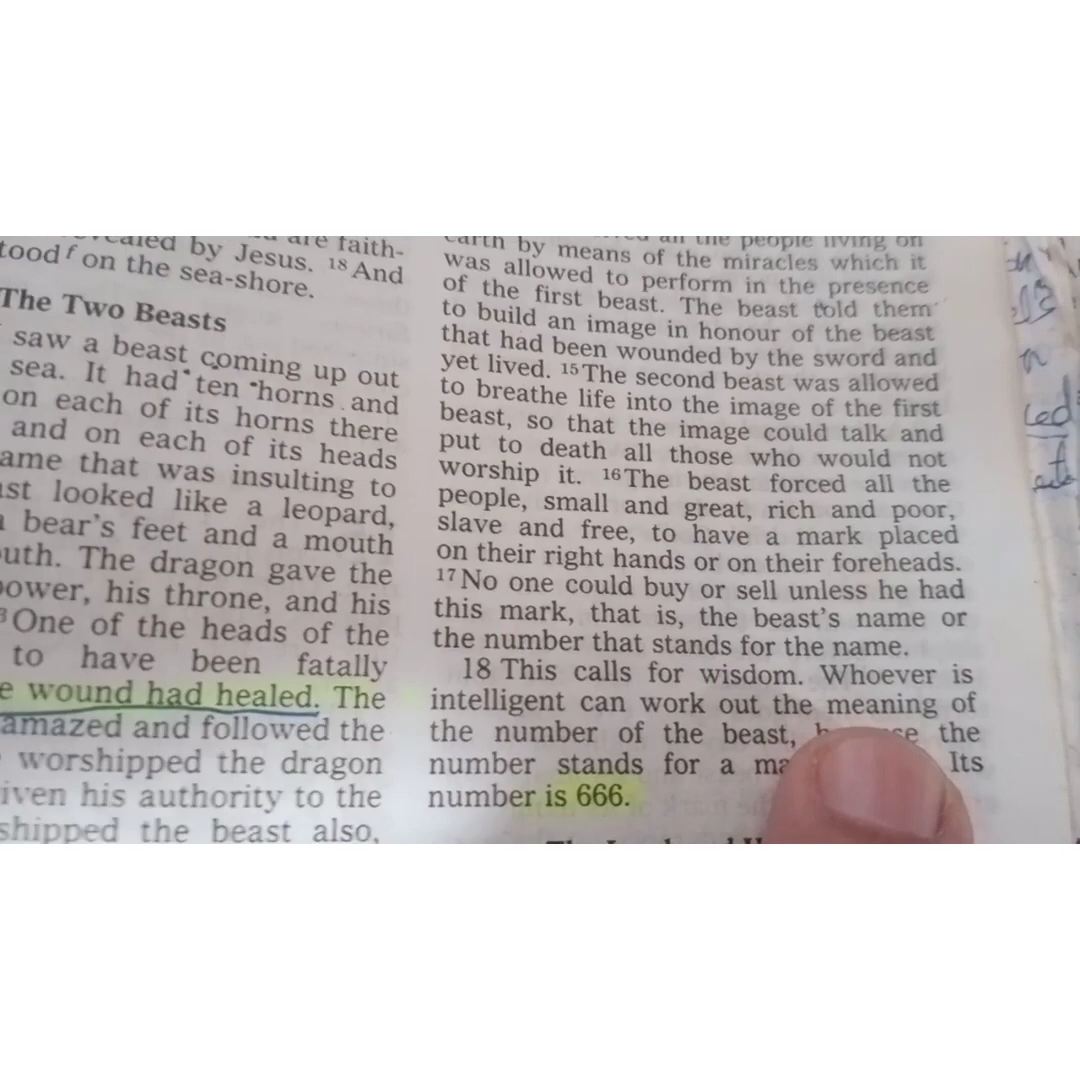 are faith-
by Jesus. 18 And
on the sea-shore.
The Two Beasts
saw a beast coming up out
sea. It had ten horns and
on each of its horns there
and on each of its heads
ame that was insulting to
looked like a leopard,
bear's feet and a mouth
uth. The dragon gave the
ower, his throne, and his
3 One of the heads of the
to have been fatally
e wound had healed. The
amazed and followed the
worshipped the dragon
iven his authority to the
shipped the beast also,
all the people living on
earth by means of the miracles which it
was allowed to perform in the presence
of the first beast. The beast told them
to build an image in honour of the beast
that had been wounded by the sword and
yet lived. 15 The second beast was allowed
to breathe life into the image of the first
beast, so that the image could talk and
put to death all those who would not
worship it. 16 The beast forced all the
people, small and great, rich and poor,
slave and free, to have a mark placed
on their right hands or on their foreheads.
17 No one could buy or sell unless he had
this mark, that is, the beast's name or
the number that stands for the name.
18 This calls for wisdom. Whoever is
intelligent can work out the meaning of
the number of the beast, the
number stands for a Its
number is 666.